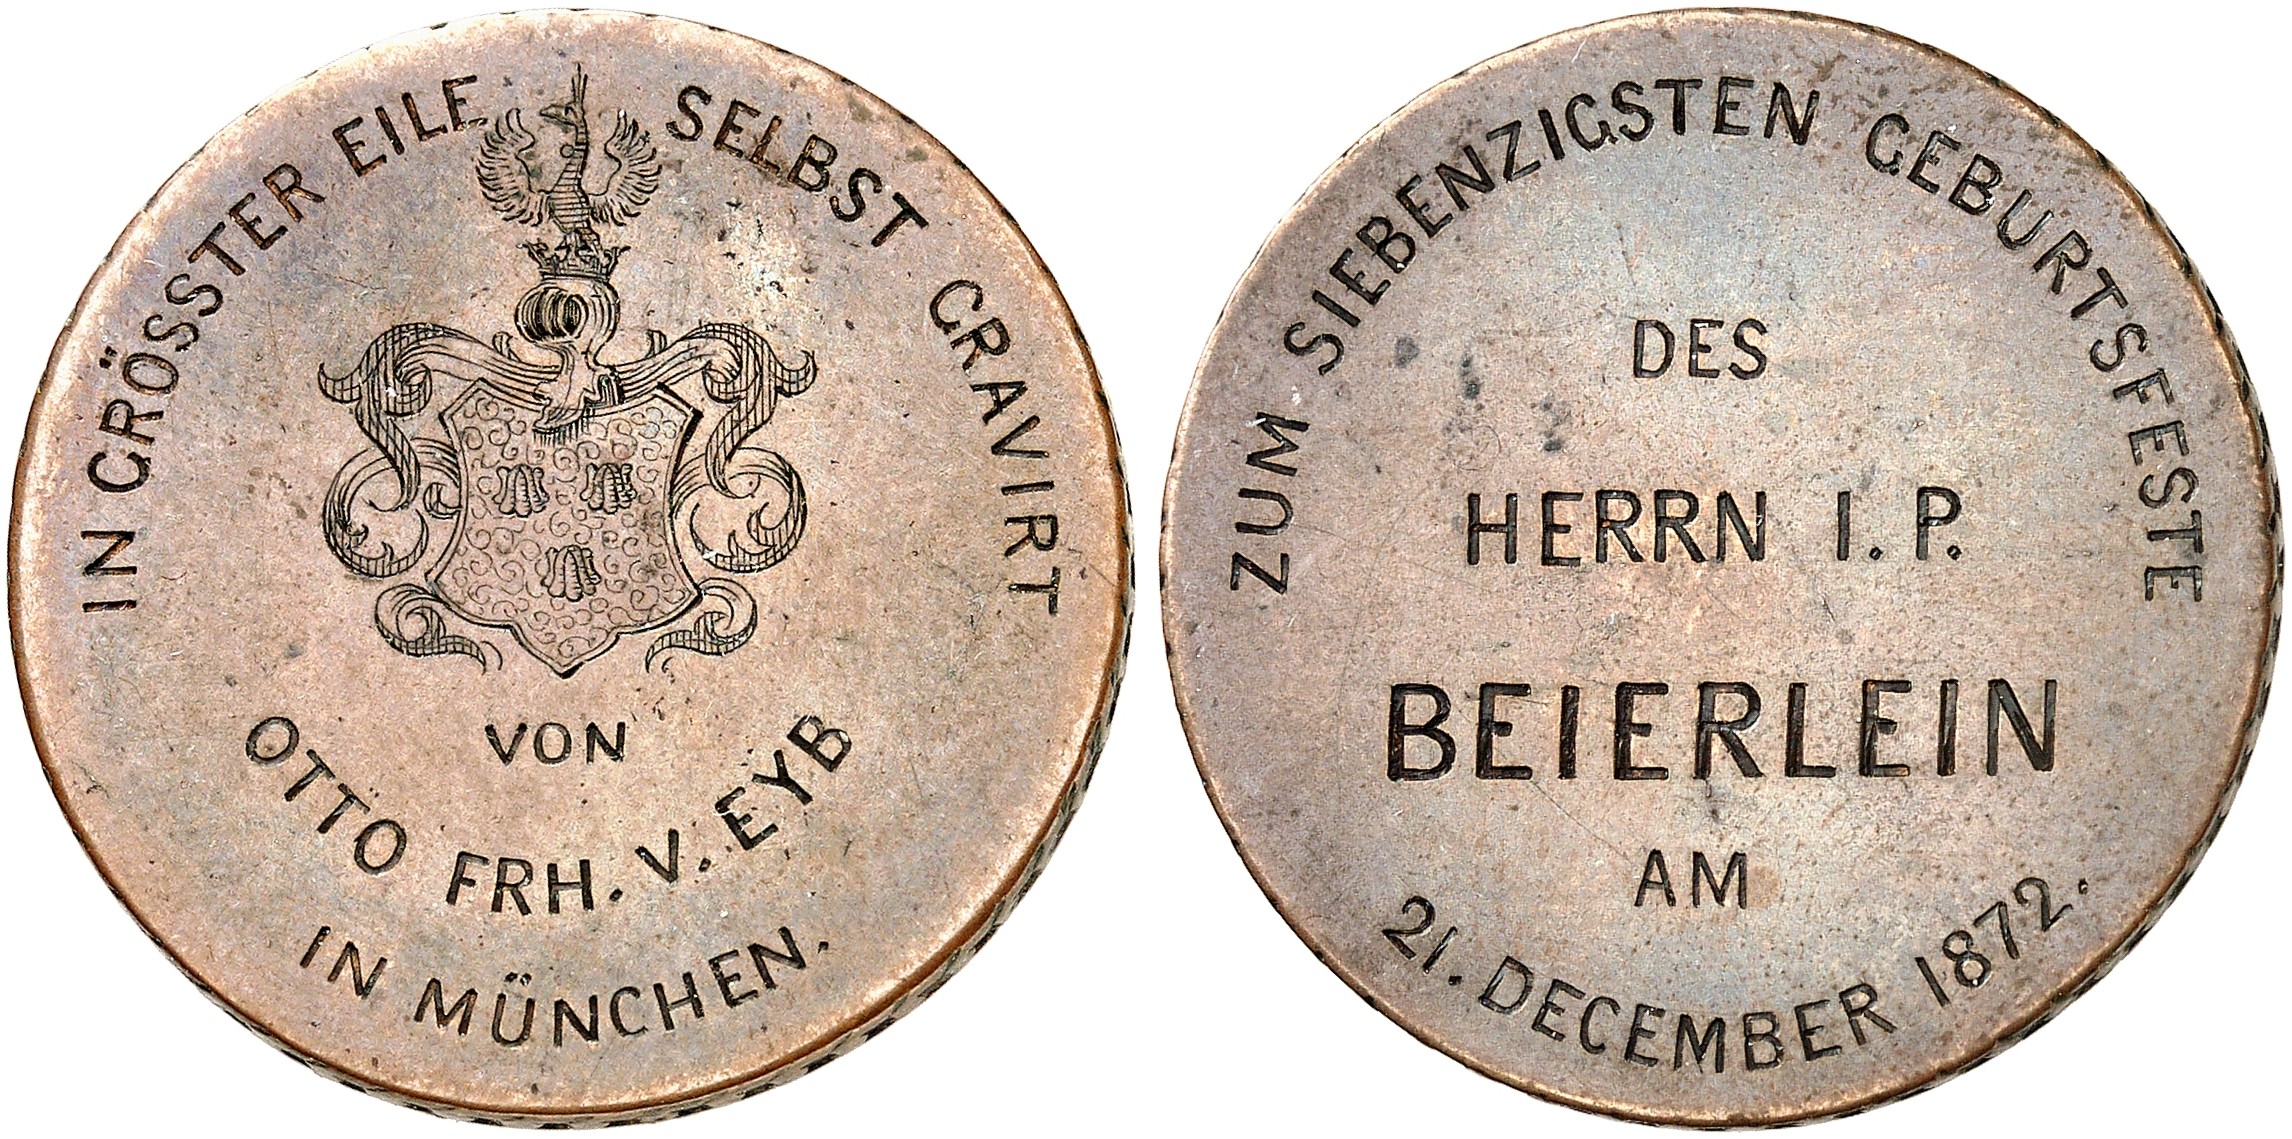 IN GRÖSSTER EILE SELBST GRAVIRT
VON
OTTO FRH. V. EYB
IN MÜNCHEN.
ZUM SIEBENZIGSTEN GEBURTSFESTE
DES
HERRN I. P.
BEIERLEIN
AM
21. DECEMBER 1872.